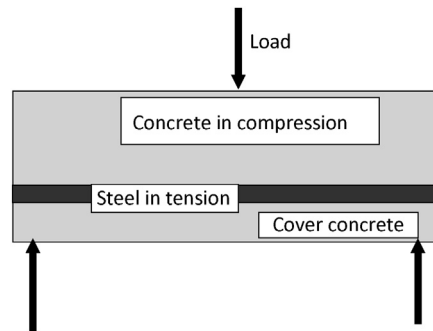 Load
Concrete in compression
Steel in tension
Cover concrete